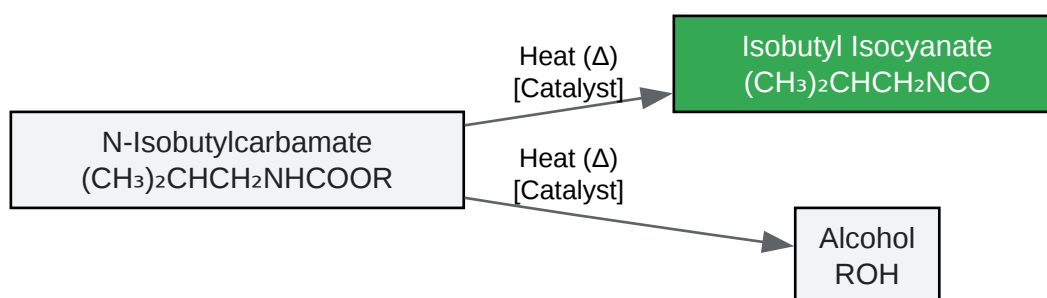 Heat (Δ)
[Catalyst]
Isobutyl Isocyanate
(CH₃)₂CHCH₂NCO
N-Isobutylcarbamate
(CH₃)₂CHCH₂NHCOOR
Heat (Δ)
[Catalyst]
Alcohol
ROH